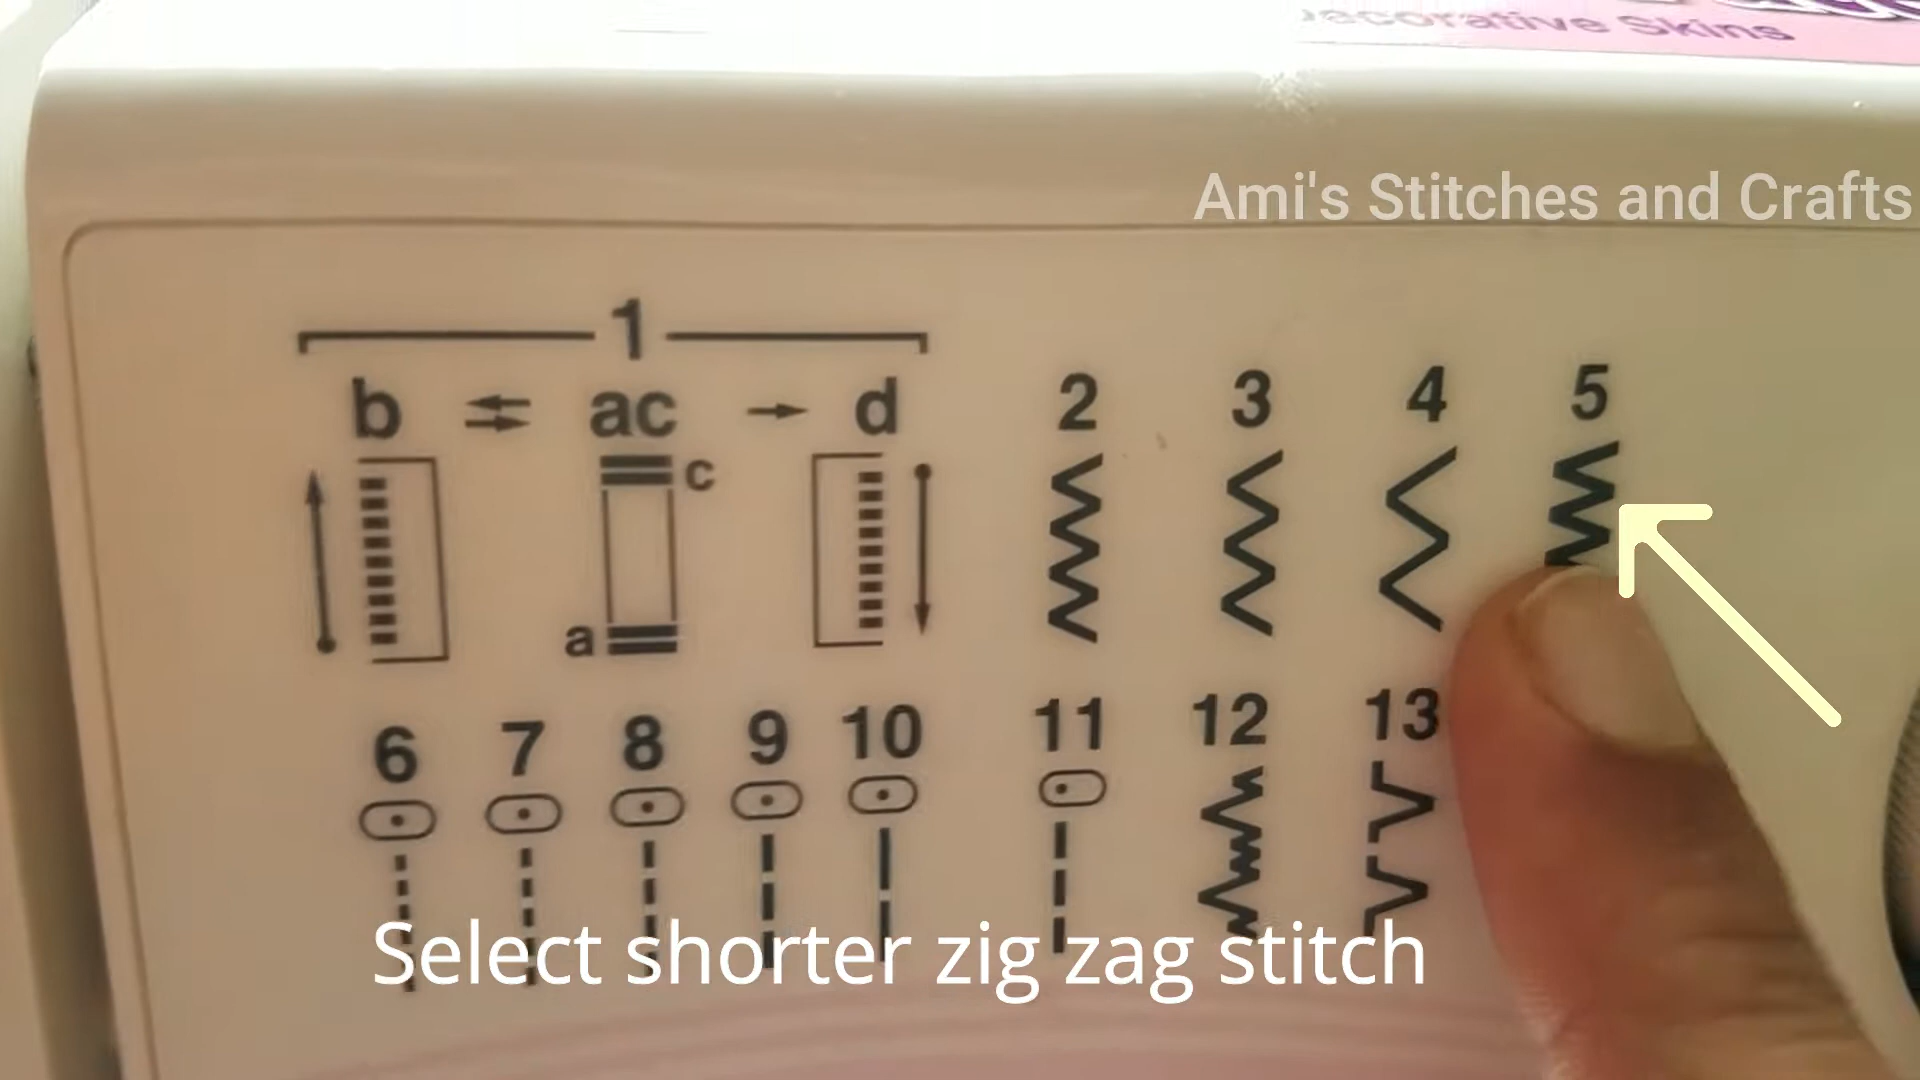 Decorative Skins
Ami's Stitches and Crafts
1
b ac d
c
a
2 3 4 5
6 7 8 9 10 11 12 13
Select shorter zig zag stitch